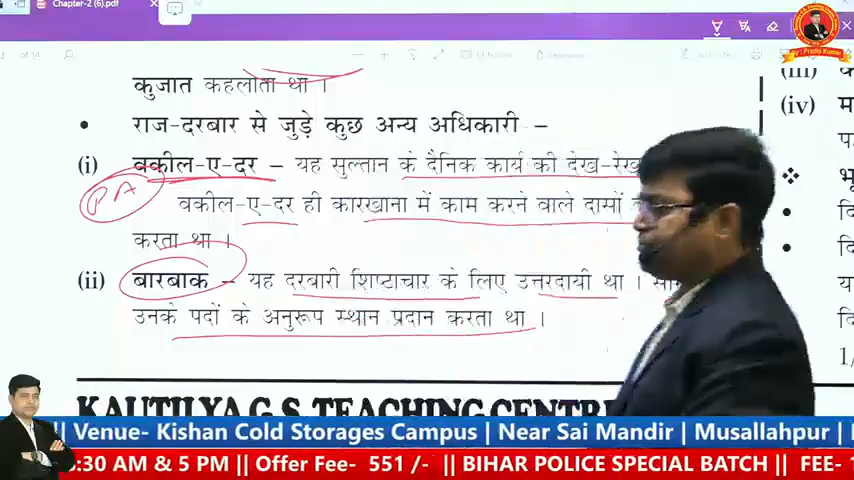 Chapter-2 (6).pdf
कुजात कहलाता था ।
• राज-दरबार से जुड़े कुछ अन्य अधिकारी –
(i) वकील-ए-दर – यह सुल्तान के दैनिक कार्य की देख-रेख
PA
वकील-ए-दर ही कारखाना में काम करने वाले दासों
करता था ।
(ii) बारबाक – यह दरबारी शिष्टाचार के लिए उत्तरदायी था ।
उनके पदों के अनुरूप स्थान प्रदान करता था ।
(iii)
(iv)
KAUTILYA G.S. TEACHING CENTRE
|| Venue- Kishan Cold Storages Campus | Near Sai Mandir | Musallahpur |
:30 AM & 5 PM || Offer Fee- 551 /- || BIHAR POLICE SPECIAL BATCH || FEE-